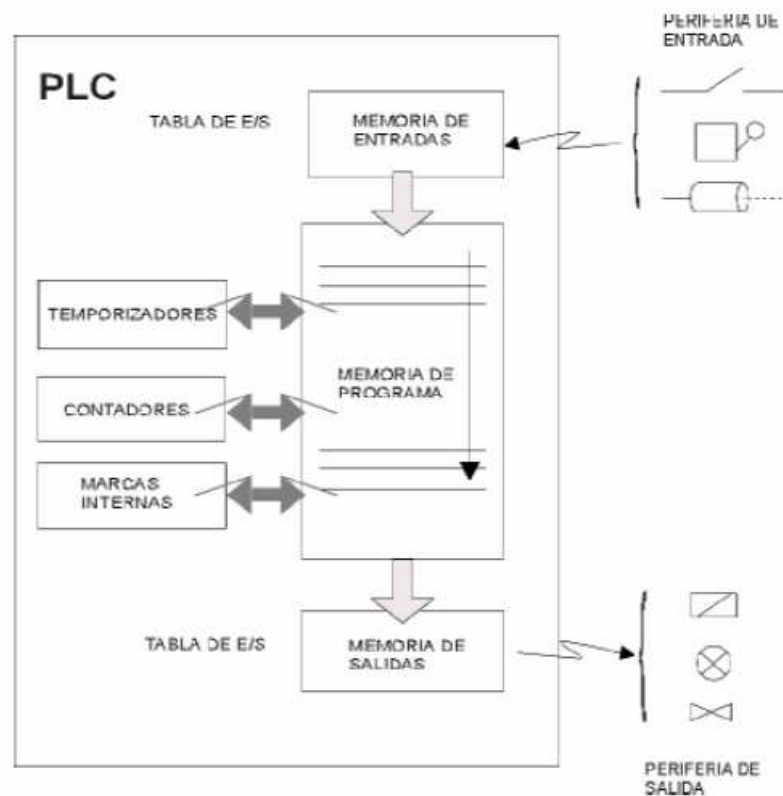 PERIFERIA DE
ENTRADA
PLC
TABLA DE E/S
MEMORIA DE
ENTRADAS
TEMPORIZADORES
CONTADORES
MARCAS
INTERNAS
MEMORIA DE
PROGRAMA
TABLA DE E/S
MEMORIA DE
SALIDAS
PERIFERIA DE
SALIDA